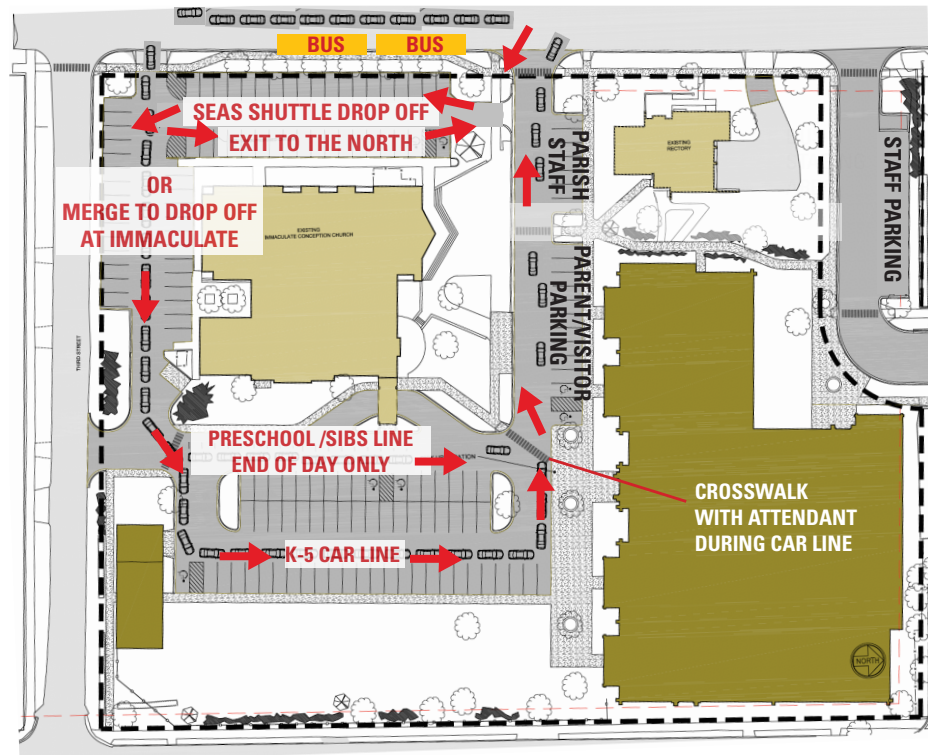 BUS
BUS
SEAS SHUTTLE DROP OFF
EXIT TO THE NORTH
OR
MERGE TO DROP OFF
AT IMMACULATE
EXISTING
IMMACULATE CONCEPTION CHURCH
PARISH
STAFF
EXISTING
RECTORY
STAFF PARKING
PARENT/VISITOR
PARKING
THIRD STREET
PRESCHOOL /SIBS LINE
END OF DAY ONLY
CROSSWALK
WITH ATTENDANT
DURING CAR LINE
K-5 CAR LINE
NORTH